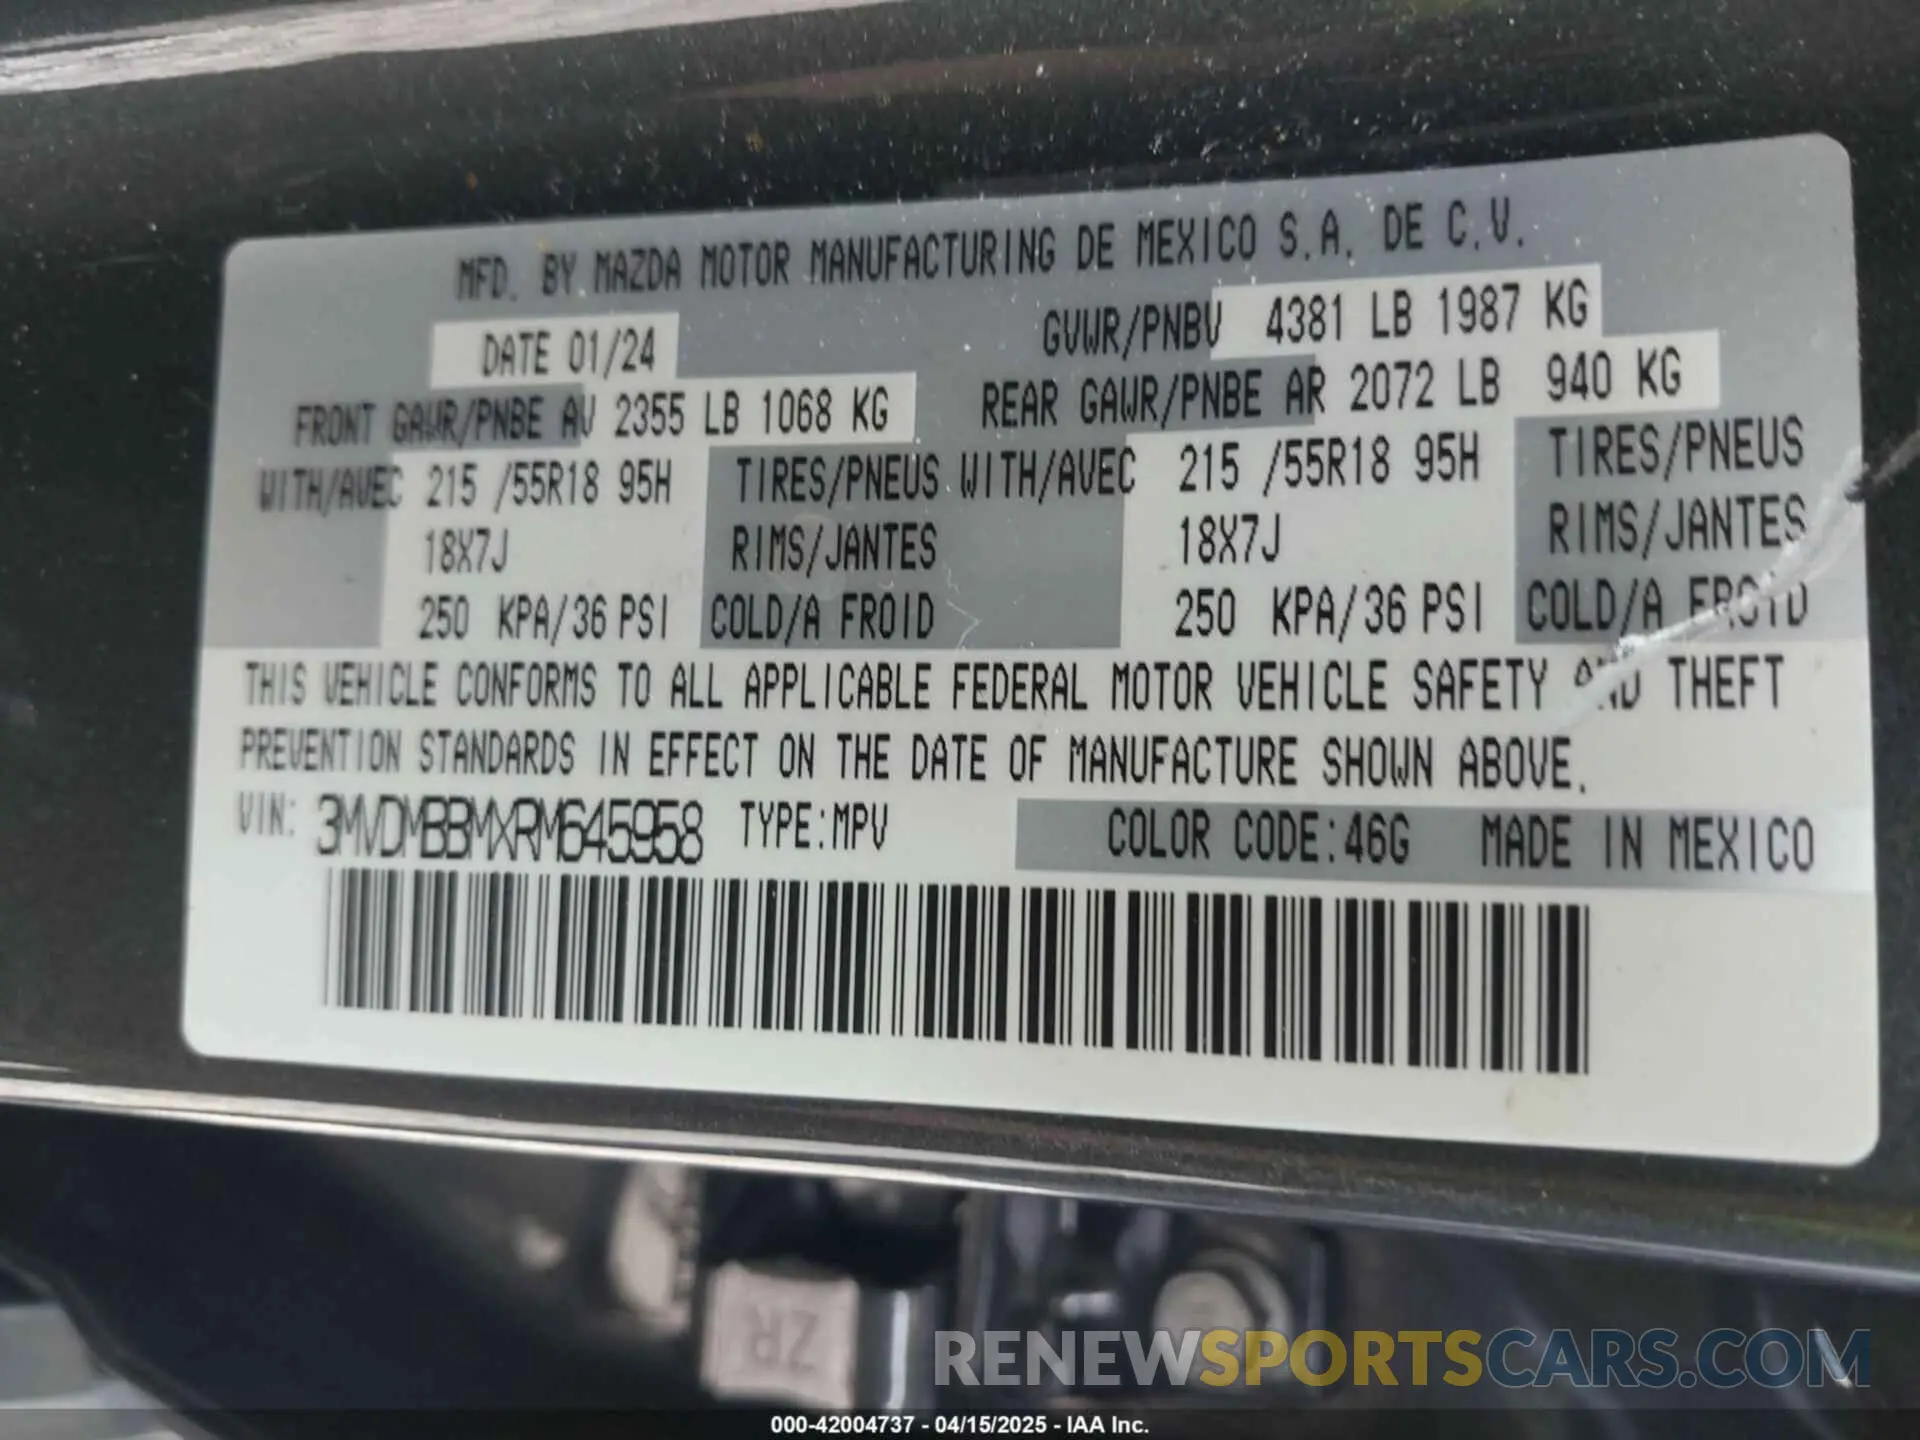 MFD. BY MAZDA MOTOR MANUFACTURING DE MEXICO S.A. DE C.V.
DATE 01/24 GVWR/PNBV 4381 LB 1987 KG
FRONT GAWR/PNBE AV 2355 LB 1068 KG REAR GAWR/PNBE AR 2072 LB 940 KG
WITH/AVEC 215 /55R18 95H TIRES/PNEUS WITH/AVEC 215 /55R18 95H TIRES/PNEUS
18X7J RIMS/JANTES 18X7J RIMS/JANTES
250 KPA/36 PSI COLD/A FROID 250 KPA/36 PSI COLD/A FROID
THIS VEHICLE CONFORMS TO ALL APPLICABLE FEDERAL MOTOR VEHICLE SAFETY AND THEFT
PREVENTION STANDARDS IN EFFECT ON THE DATE OF MANUFACTURE SHOWN ABOVE.
VIN: 3MVDMBBMXRM645958 TYPE:MPV COLOR CODE:46G MADE IN MEXICO
ZR
RENEWSPORTSCARS.COM
000-42004737 - 04/15/2025 - IAA Inc.